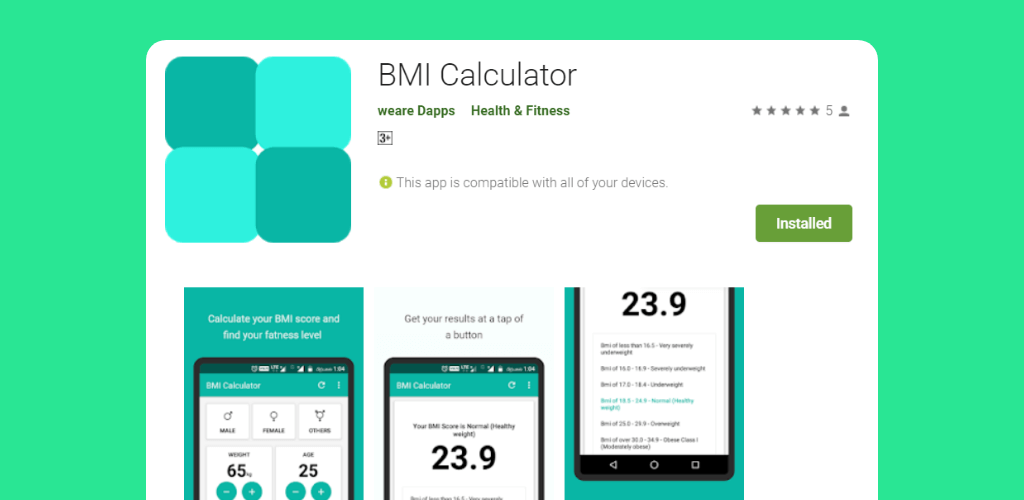 BMI Calculator
weare Dapps Health & Fitness
5
3+
This app is compatible with all of your devices.
Installed
Calculate your BMI score and
find your fatness level
1:04
BMI Calculator
MALE FEMALE OTHERS
WEIGHT AGE
65 kg 25
Get your results at a tap of
a button
1:04
BMI Calculator
Your BMI Score is Normal (Healthy
weight)
23.9
Bmi of less than 16.5 - Very severely
23.9
Bmi of less than 16.5 - Very severely
underweight
Bmi of 16.0 - 16.9 - Severely underweight
Bmi of 17.0 - 18.4 - Underweight
Bmi of 18.5 - 24.9 - Normal (Healthy
weight)
Bmi of 25.0 - 29.9 - Overweight
Bmi of over 30.0 - 34.9 - Obese Class I
(Moderately obese)